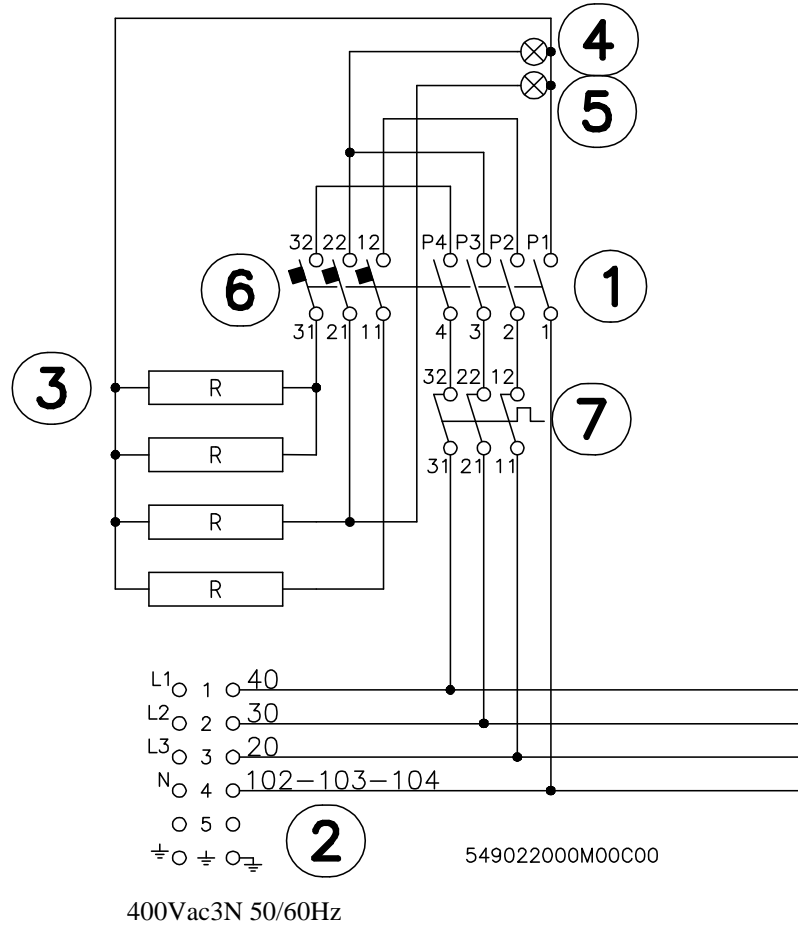 4
5
32 22 12 P4 P3 P2 P1
6
1
31 21 11 4 3 2 1
3
R
32 22 12
7
R
31 21 11
R
R
L1 1 40
L2 2 30
L3 3 20
N 4 102-103-104
5
2
549022000M00C00
400Vac3N 50/60Hz